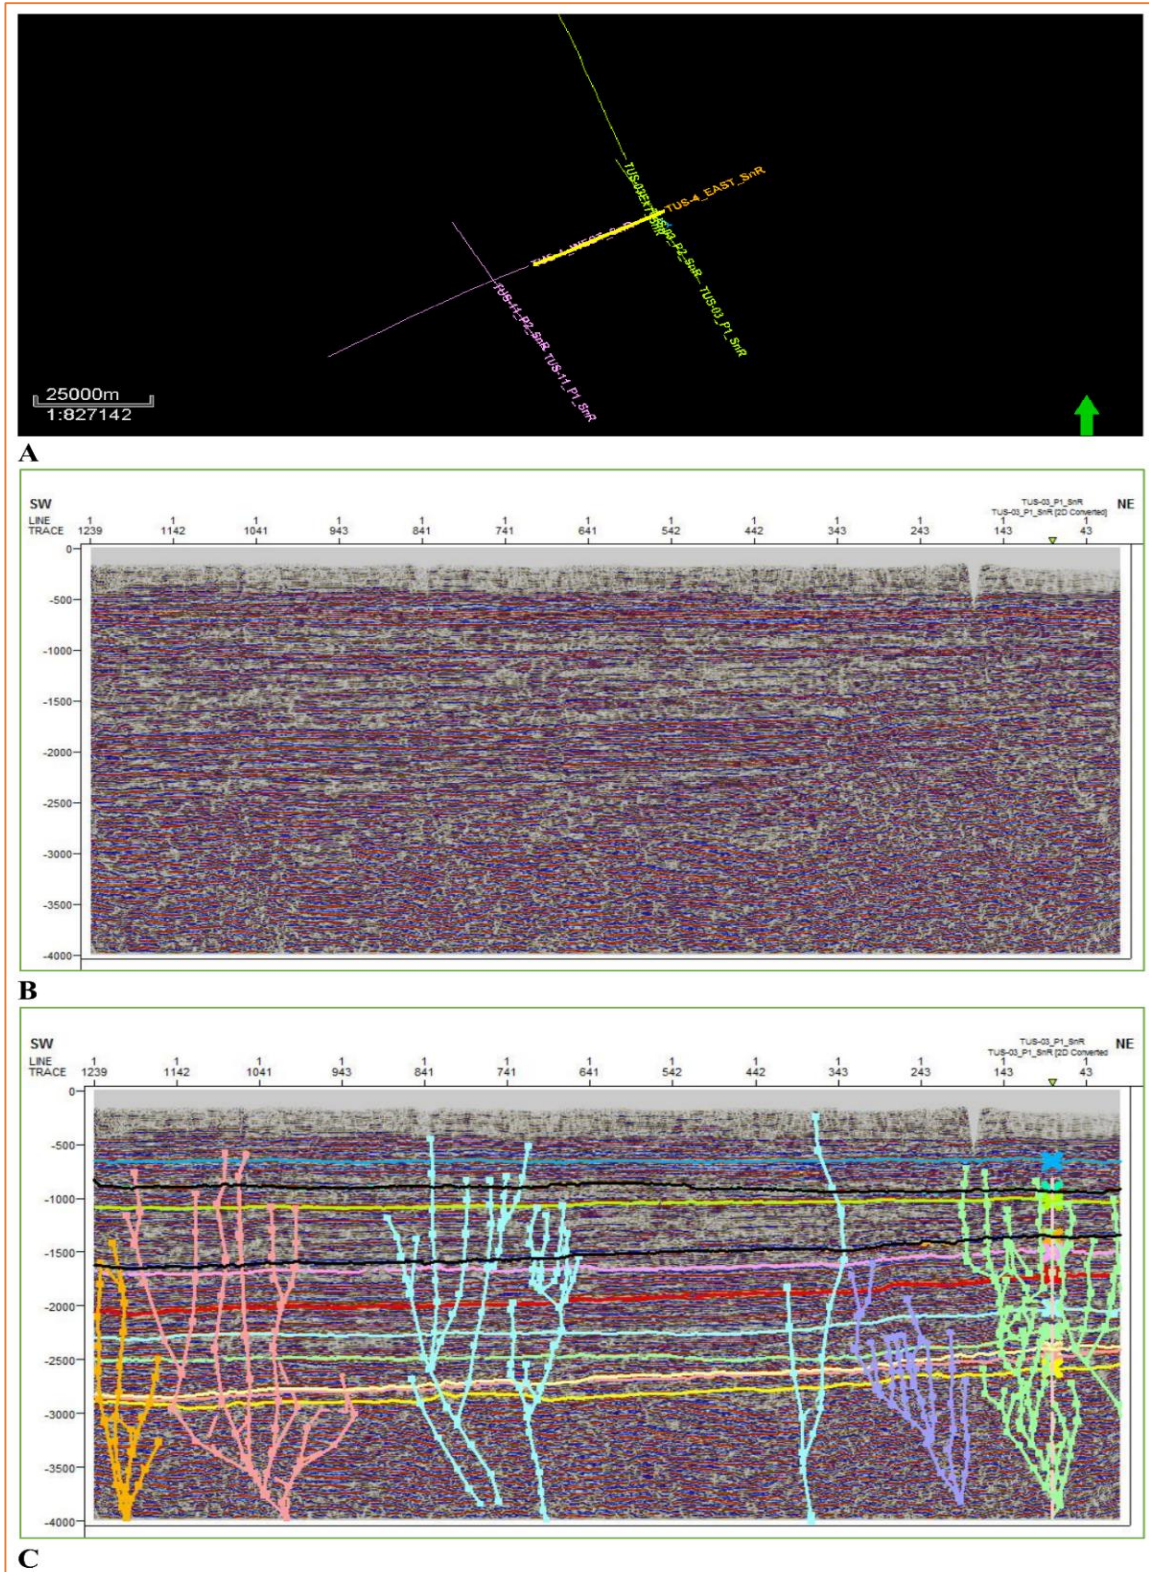 TUS-4_EAST_SnR
TUS-03_P1_SnR
TUS-11_P2_SnR
TUS-11_P1_SnR
25000m
1:827142
A
SW
NE
TUS-03_P1_SnR
TUS-03_P1_SnR [2D Converted]
LINE 1 1 1 1 1 1 1 1 1 1 1 1 1
TRACE 1239 1142 1041 943 841 741 641 542 442 343 243 143 43
0
-500
-1000
-1500
-2000
-2500
-3000
-3500
-4000
B
SW
NE
TUS-03_P1_SnR
TUS-03_P1_SnR [2D Converted
LINE 1 1 1 1 1 1 1 1 1 1 1 1 1
TRACE 1239 1142 1041 943 841 741 641 542 442 343 243 143 43
0
-500
-1000
-1500
-2000
-2500
-3000
-3500
-4000
C